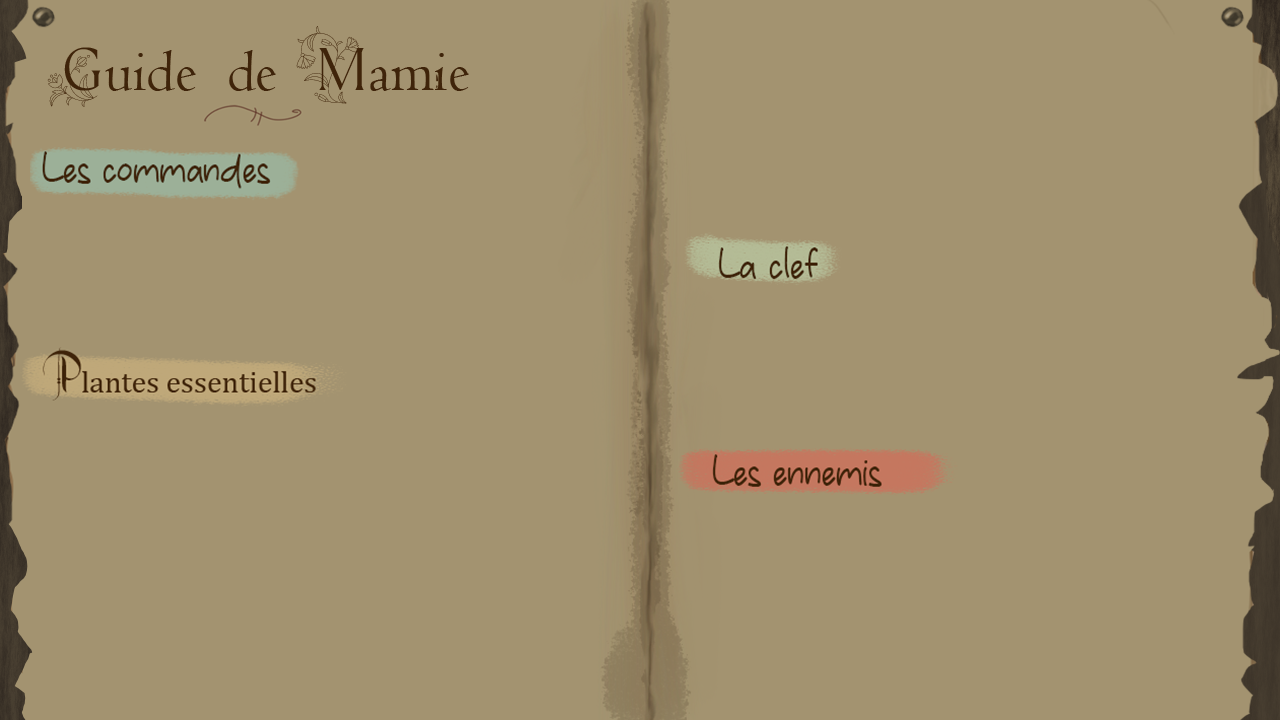 Guide de Mamie
Les commandes
Plantes essentielles
La clef
Les ennemis